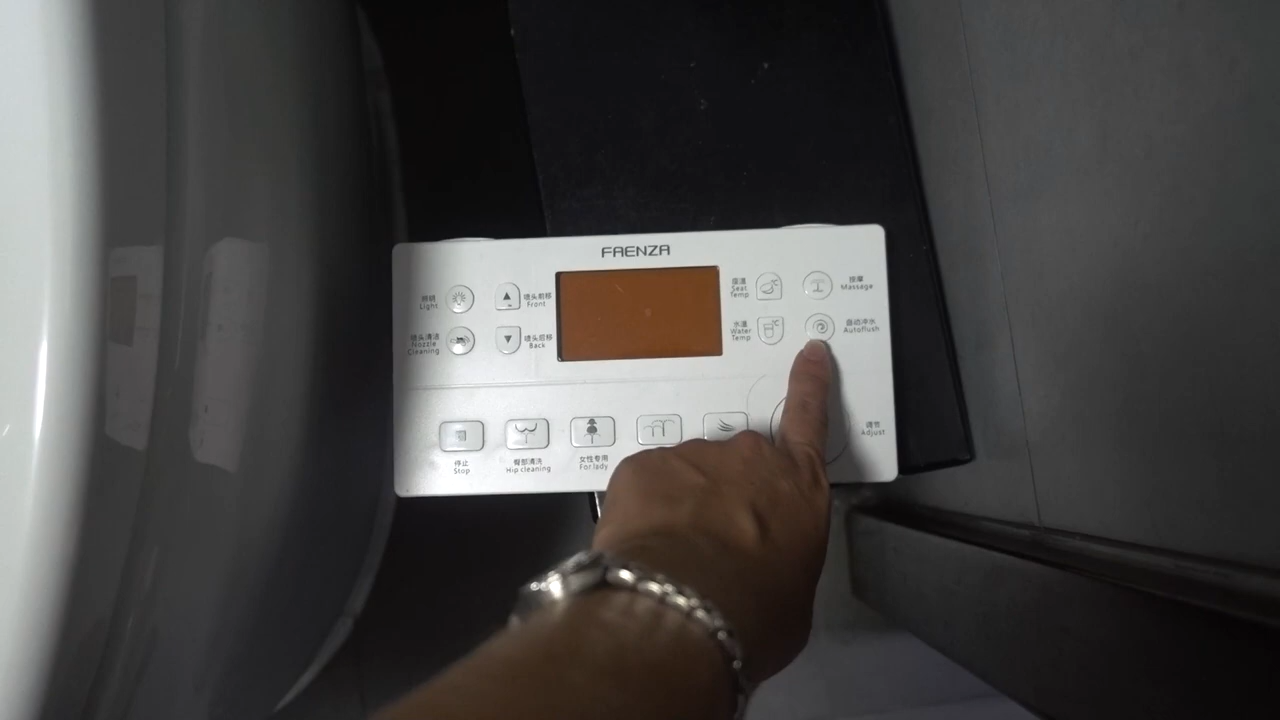 FAENZA
照明
Light
喷头前移
Front
座温
Seat
Temp
按摩
Massage
喷头清洁
Nozzle
Cleaning
喷头后移
Back
水温
Water
Temp
℃
自动冲水
Autoflush
停止
Stop
臀部清洗
Hip cleaning
女性专用
For lady
调节
Adjust